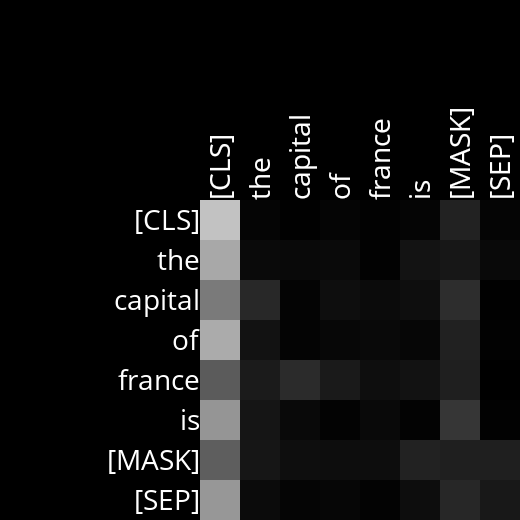 [CLS] the capital of france is [MASK] [SEP]
[CLS]
the
capital
of
france
is
[MASK]
[SEP]